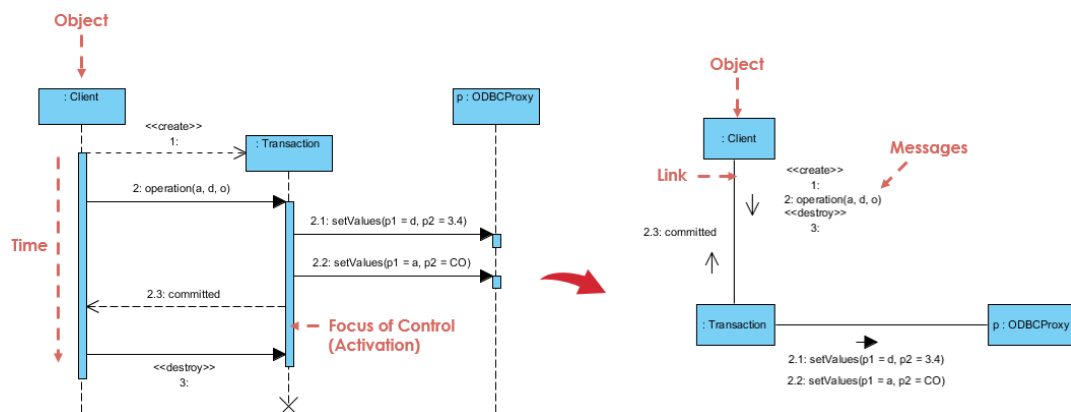 Object
: Client
p : ODBCProxy
<<create>>
1:
: Transaction
2: operation(a, d, o)
2.1: setValues(p1 = d, p2 = 3.4)
Time
2.2: setValues(p1 = a, p2 = CO)
2.3: committed
Focus of Control
(Activation)
<<destroy>>
3:
Object
: Client
Messages
Link
<<create>>
1:
2: operation(a, d, o)
<<destroy>>
3:
2.3: committed
: Transaction
p : ODBCProxy
2.1: setValues(p1 = d, p2 = 3.4)
2.2: setValues(p1 = a, p2 = CO)